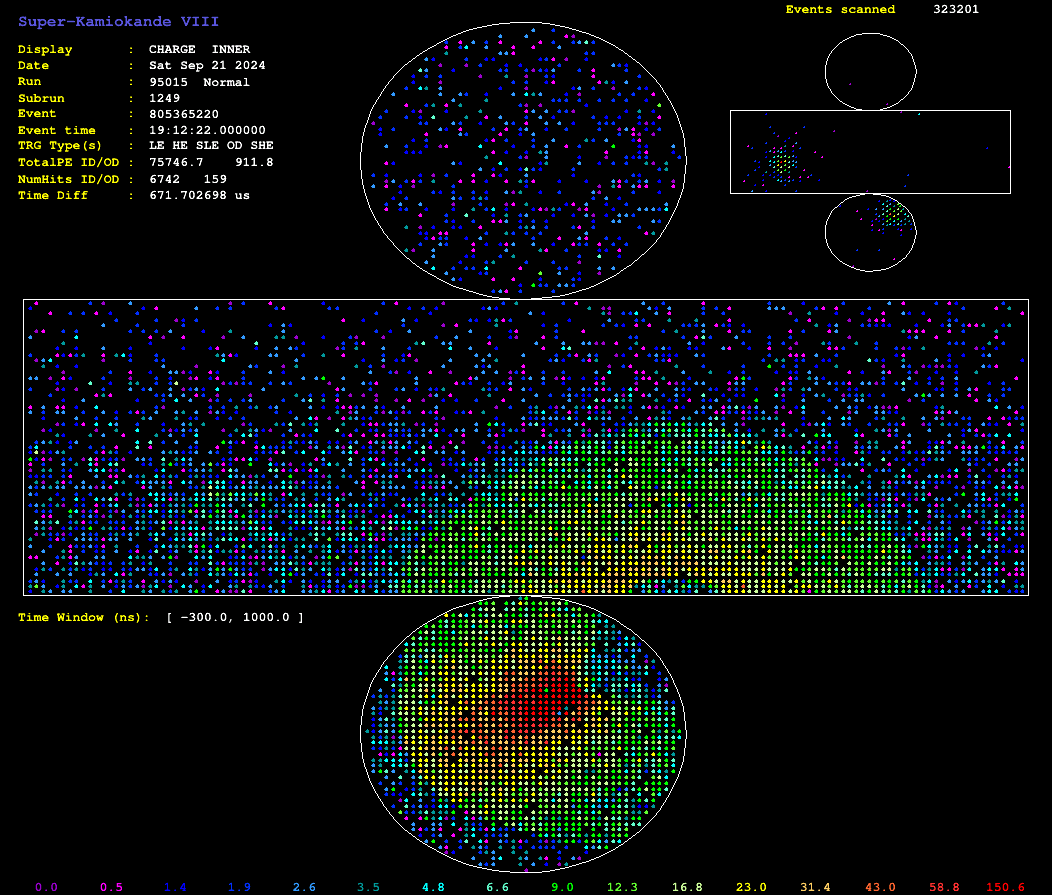 Super-Kamiokande VIII
Events scanned 323201
Display : CHARGE INNER
Date : Sat Sep 21 2024
Run : 95015 Normal
Subrun : 1249
Event : 805365220
Event time : 19:12:22.000000
TRG Type(s) : LE HE SLE OD SHE
TotalPE ID/OD : 75746.7 911.8
NumHits ID/OD : 6742 159
Time Diff : 671.702698 us
Time Window (ns): [ -300.0, 1000.0 ]
0.0 0.5 1.4 1.9 2.6 3.5 4.8 6.6 9.0 12.3 16.8 23.0 31.4 43.0 58.8 150.6